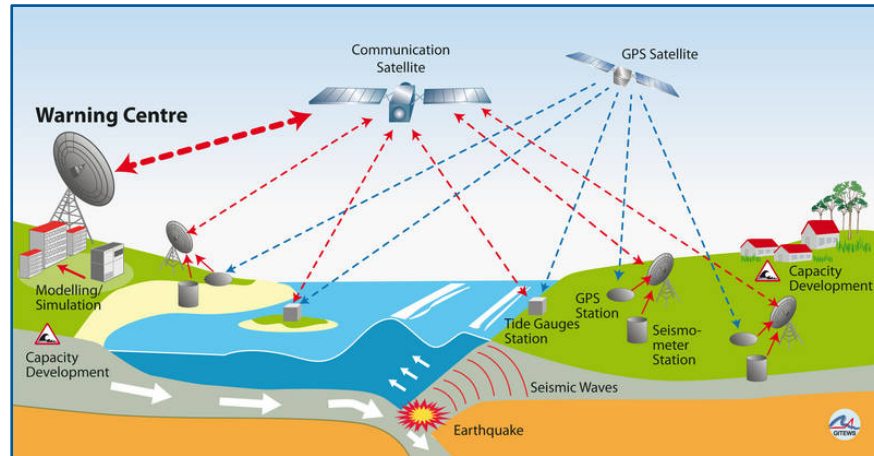 Communication
Satellite
GPS Satellite
Warning Centre
Modelling/
Simulation
Capacity
Development
GPS
Station
Tide Gauges
Station
Seismo-
meter
Station
Capacity
Development
Seismic Waves
Earthquake
GITEWS